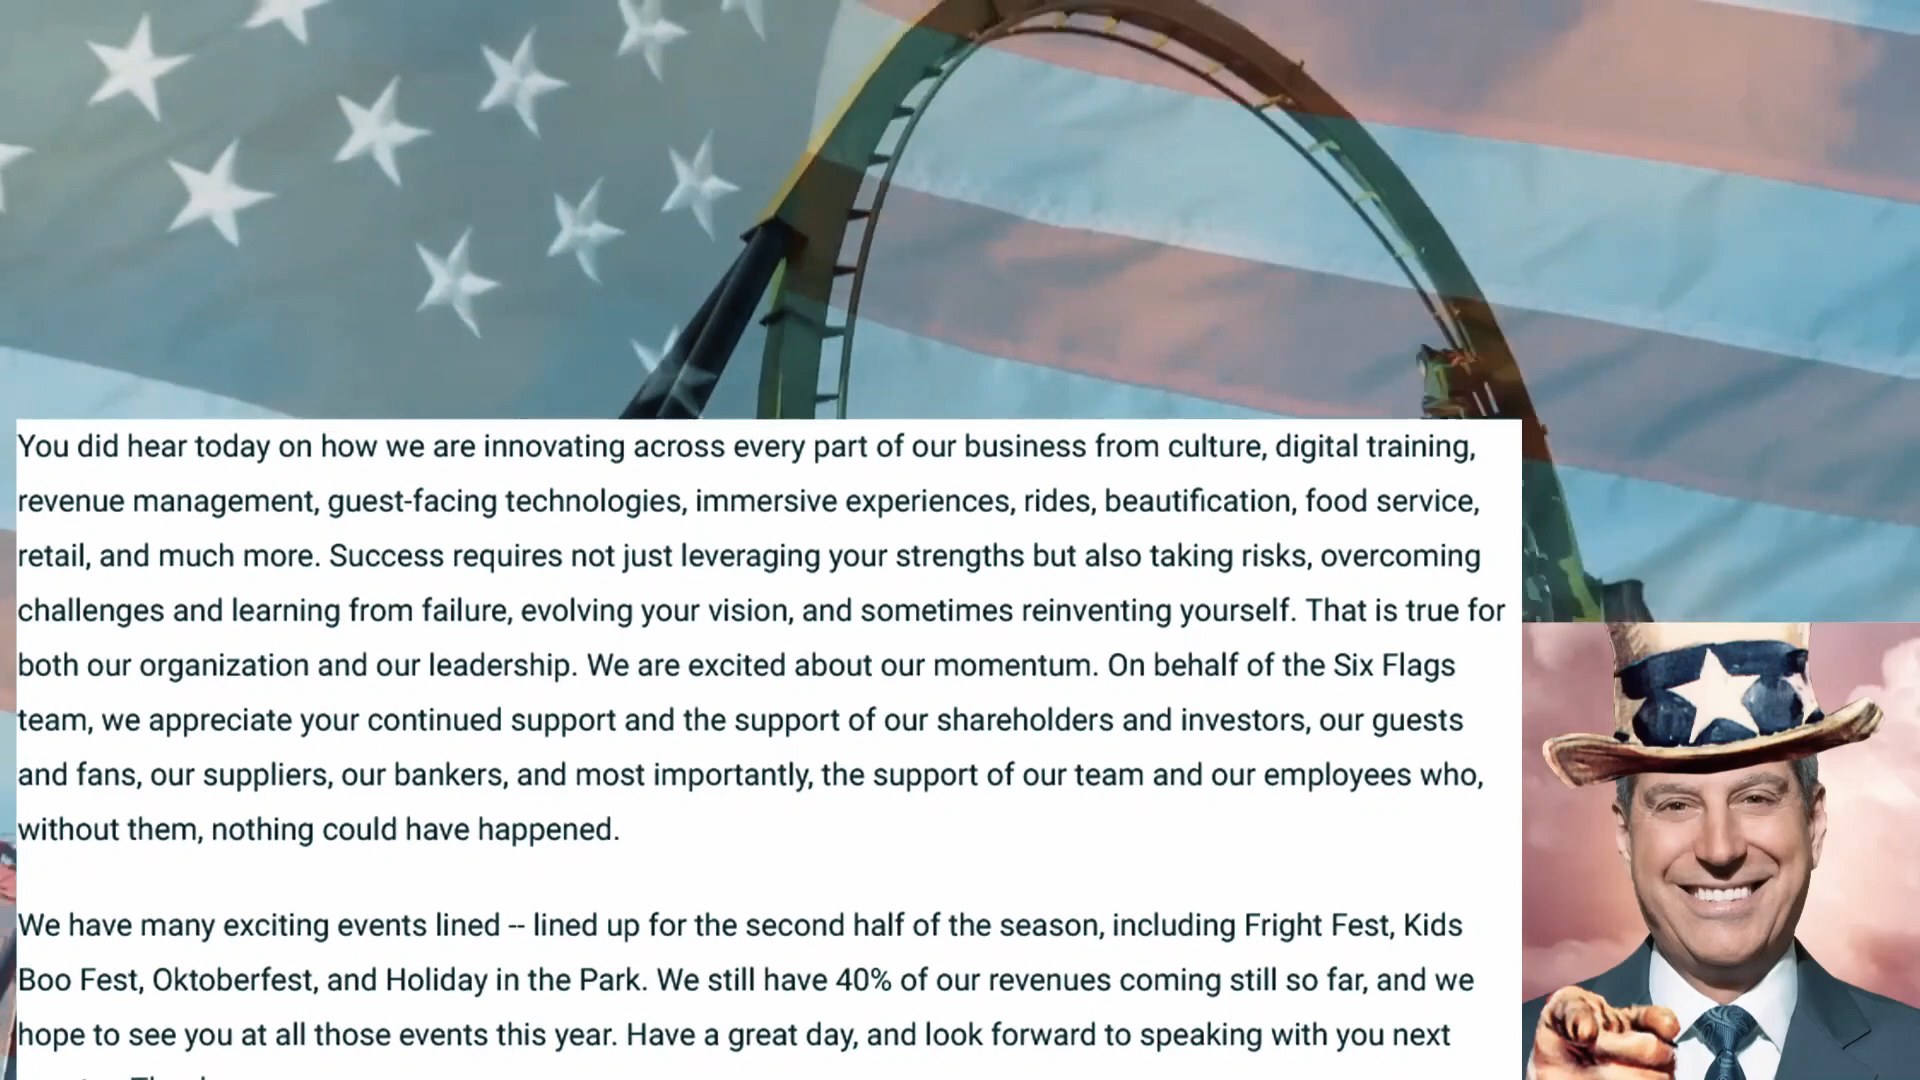 You did hear today on how we are innovating across every part of our business from culture, digital training,
revenue management, guest-facing technologies, immersive experiences, rides, beautification, food service,
retail, and much more. Success requires not just leveraging your strengths but also taking risks, overcoming
challenges and learning from failure, evolving your vision, and sometimes reinventing yourself. That is true for
both our organization and our leadership. We are excited about our momentum. On behalf of the Six Flags
team, we appreciate your continued support and the support of our shareholders and investors, our guests
and fans, our suppliers, our bankers, and most importantly, the support of our team and our employees who,
without them, nothing could have happened.
We have many exciting events lined -- lined up for the second half of the season, including Fright Fest, Kids
Boo Fest, Oktoberfest, and Holiday in the Park. We still have 40% of our revenues coming still so far, and we
hope to see you at all those events this year. Have a great day, and look forward to speaking with you next